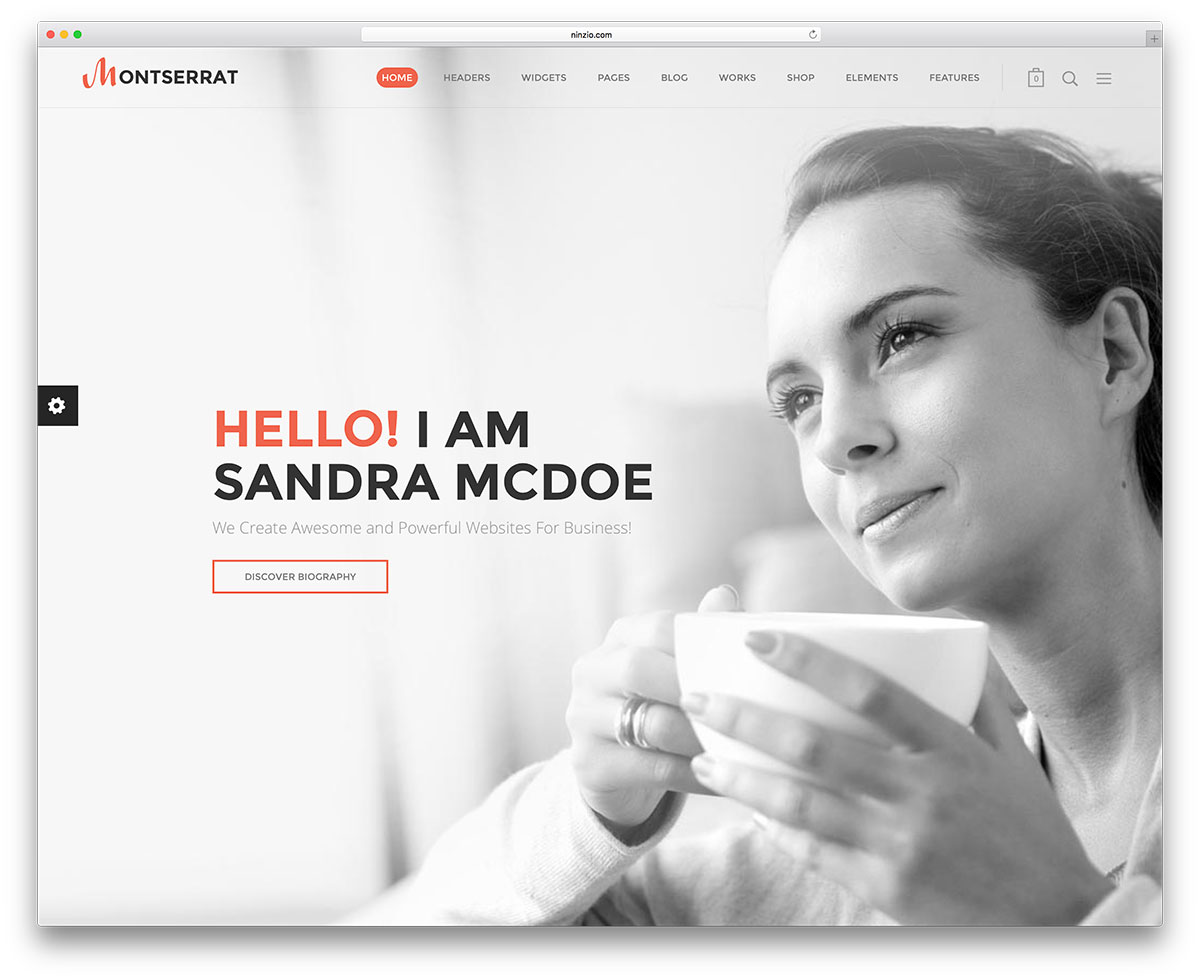 ninzio.com
MONTSERRAT
HOME HEADERS WIDGETS PAGES BLOG WORKS SHOP ELEMENTS FEATURES 0
HELLO! I AM
SANDRA MCDOE
We Create Awesome and Powerful Websites For Business!
DISCOVER BIOGRAPHY